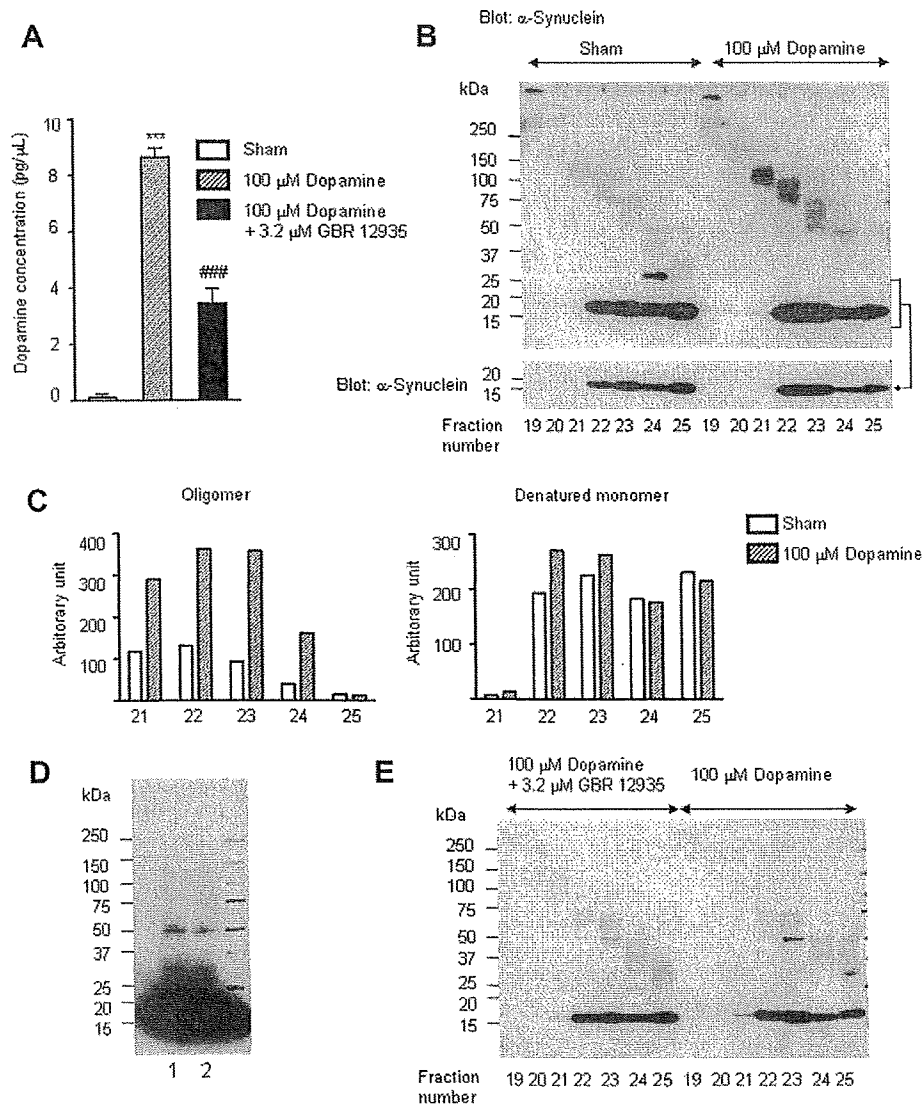 A
Dopamine concentration (pg/µL)
10
8
6
4
2
0
***
###
Sham
100 µM Dopamine
100 µM Dopamine
+ 3.2 µM GBR 12935
Blot: α-Synuclein
B
Sham
100 µM Dopamine
kDa
250
150
100
75
50
37
25
20
15
20
15
Blot: α-Synuclein
Fraction
number
19 20 21 22 23 24 25 19 20 21 22 23 24 25
C
Oligomer
Arbitorary unit
400
300
200
100
21 22 23 24 25
Denatured monomer
Arbitorary unit
300
200
100
21 22 23 24 25
Sham
100 µM Dopamine
D
kDa
250
150
100
75
50
37
25
20
15
1 2
E
100 µM Dopamine
+ 3.2 µM GBR 12935
100 µM Dopamine
kDa
250
150
100
75
50
37
25
20
15
Fraction
number
19 20 21 22 23 24 25 19 20 21 22 23 24 25